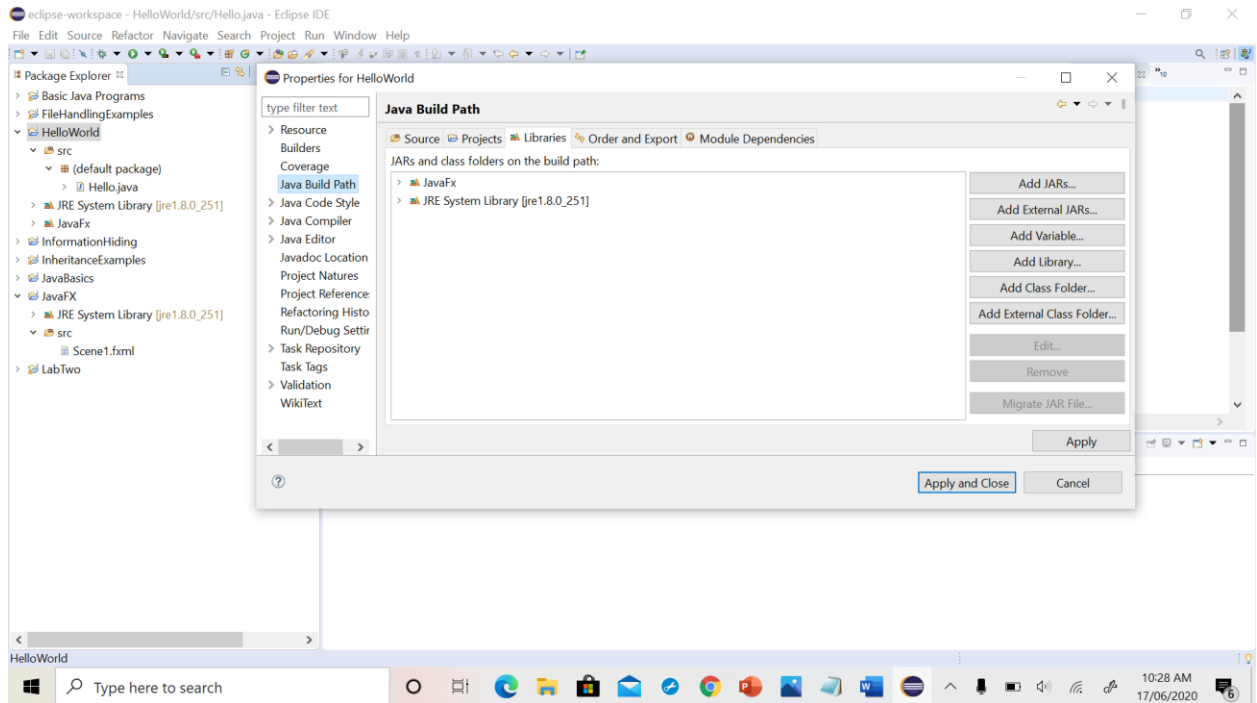 eclipse-workspace - HelloWorld/src/Hello.java - Eclipse IDE
File Edit Source Refactor Navigate Search Project Run Window Help
Package Explorer
Basic Java Programs
FileHandlingExamples
HelloWorld
src
(default package)
Hello.java
JRE System Library [jre1.8.0_251]
JavaFx
InformationHiding
InheritanceExamples
JavaBasics
JavaFX
JRE System Library [jre1.8.0_251]
src
Scene1.fxml
LabTwo
Properties for HelloWorld
type filter text
Resource
Builders
Coverage
Java Build Path
Java Code Style
Java Compiler
Java Editor
Javadoc Location
Project Natures
Project Reference
Refactoring Histo
Run/Debug Settin
Task Repository
Task Tags
Validation
WikiText
Java Build Path
Source Projects Libraries Order and Export Module Dependencies
JARs and class folders on the build path:
JavaFx
JRE System Library [jre1.8.0_251]
Add JARs...
Add External JARs...
Add Variable...
Add Library...
Add Class Folder...
Add External Class Folder...
Edit...
Remove
Migrate JAR File...
Apply
Apply and Close Cancel
10
HelloWorld
Type here to search
10:28 AM
17/06/2020
6